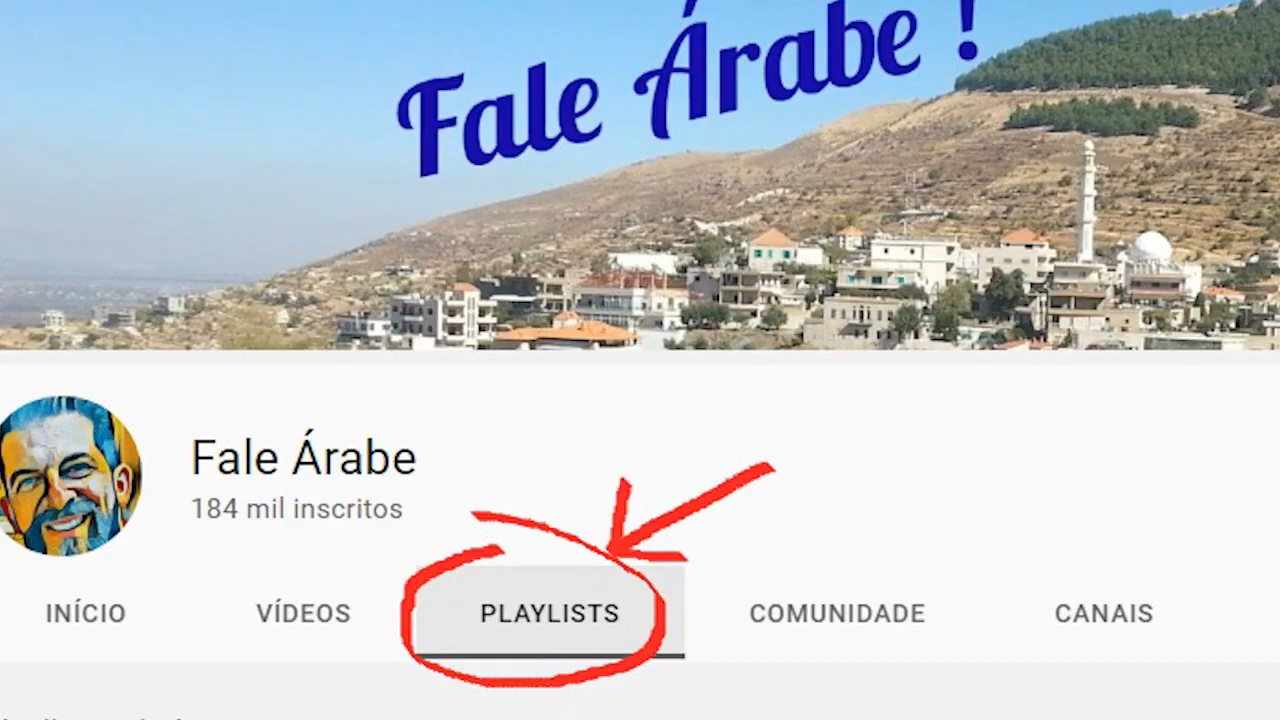 Fale Árabe !
Fale Árabe
184 mil inscritos
INÍCIO VÍDEOS PLAYLISTS COMUNIDADE CANAIS